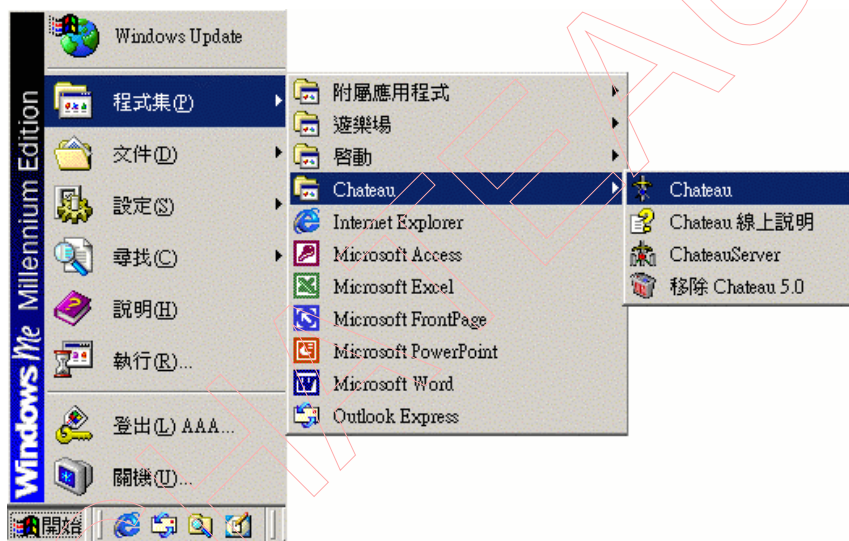 Windows Update
程式集(P)
文件(D)
設定(S)
尋找(C)
說明(H)
執行(R)...
登出(L) AAA...
關機(U)...
Windows Me Millennium Edition
開始
附屬應用程式
遊樂場
啟動
Chateau
Internet Explorer
Microsoft Access
Microsoft Excel
Microsoft FrontPage
Microsoft PowerPoint
Microsoft Word
Outlook Express
Chateau
Chateau 線上說明
ChateauServer
移除 Chateau 5.0